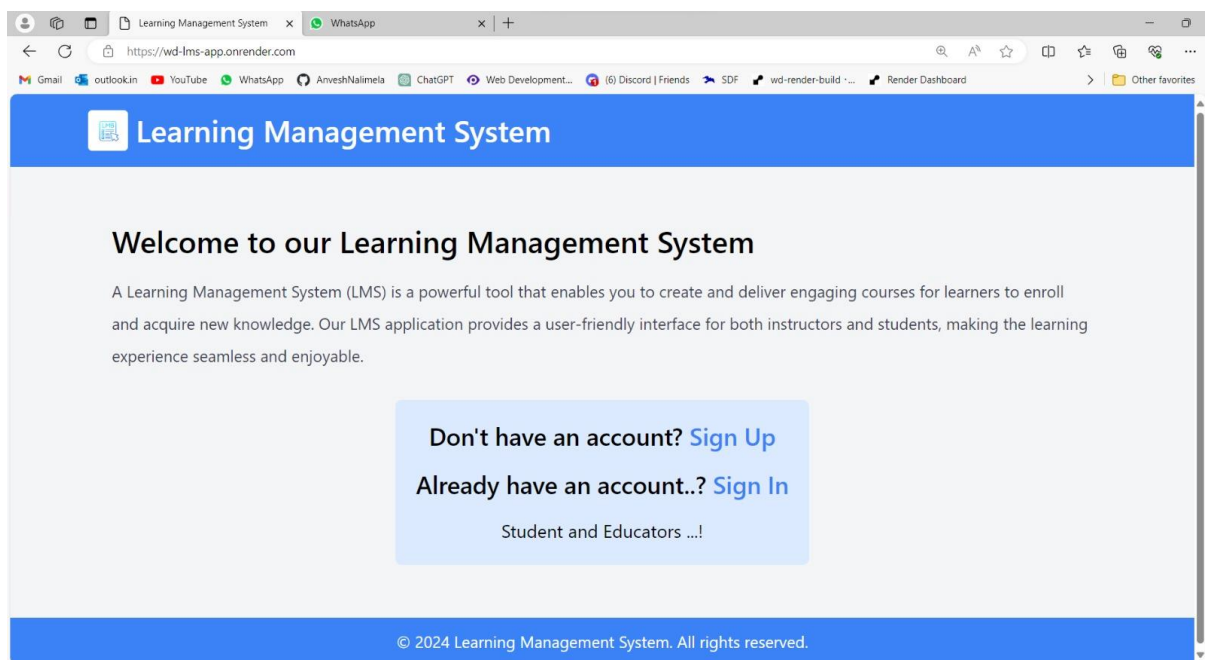 Learning Management System
WhatsApp
https://wd-lms-app.onrender.com
Gmail outlook.in YouTube WhatsApp AnveshNalimela ChatGPT Web Development... (6) Discord | Friends SDF wd-render-build · ... Render Dashboard Other favorites
Learning Management System
Welcome to our Learning Management System
A Learning Management System (LMS) is a powerful tool that enables you to create and deliver engaging courses for learners to enroll
and acquire new knowledge. Our LMS application provides a user-friendly interface for both instructors and students, making the learning
experience seamless and enjoyable.
Don't have an account? Sign Up
Already have an account..? Sign In
Student and Educators ...!
© 2024 Learning Management System. All rights reserved.